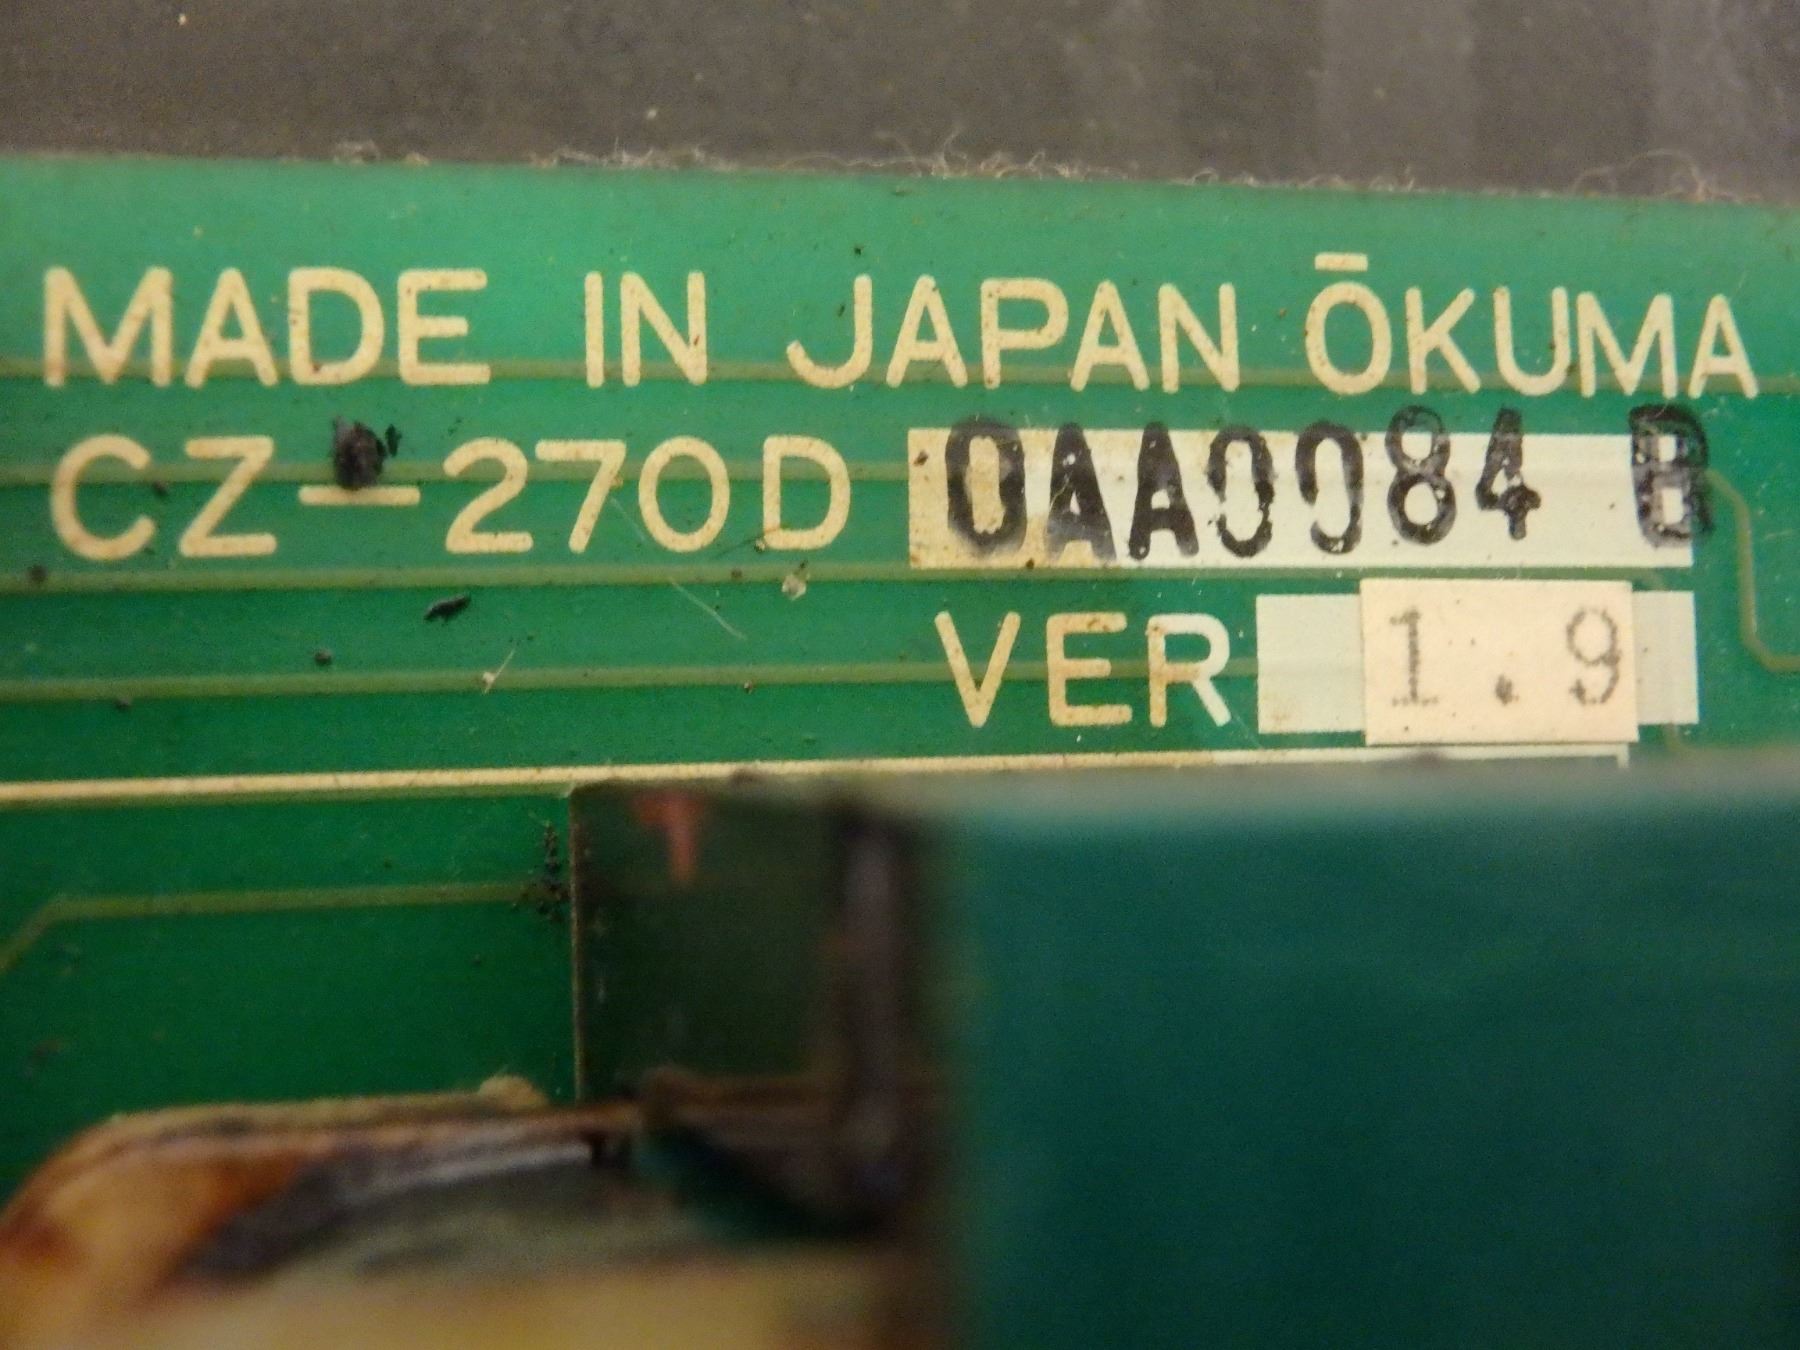 MADE IN JAPAN ŌKUMA
CZ-270D 0AA0084 B
VER 1.9